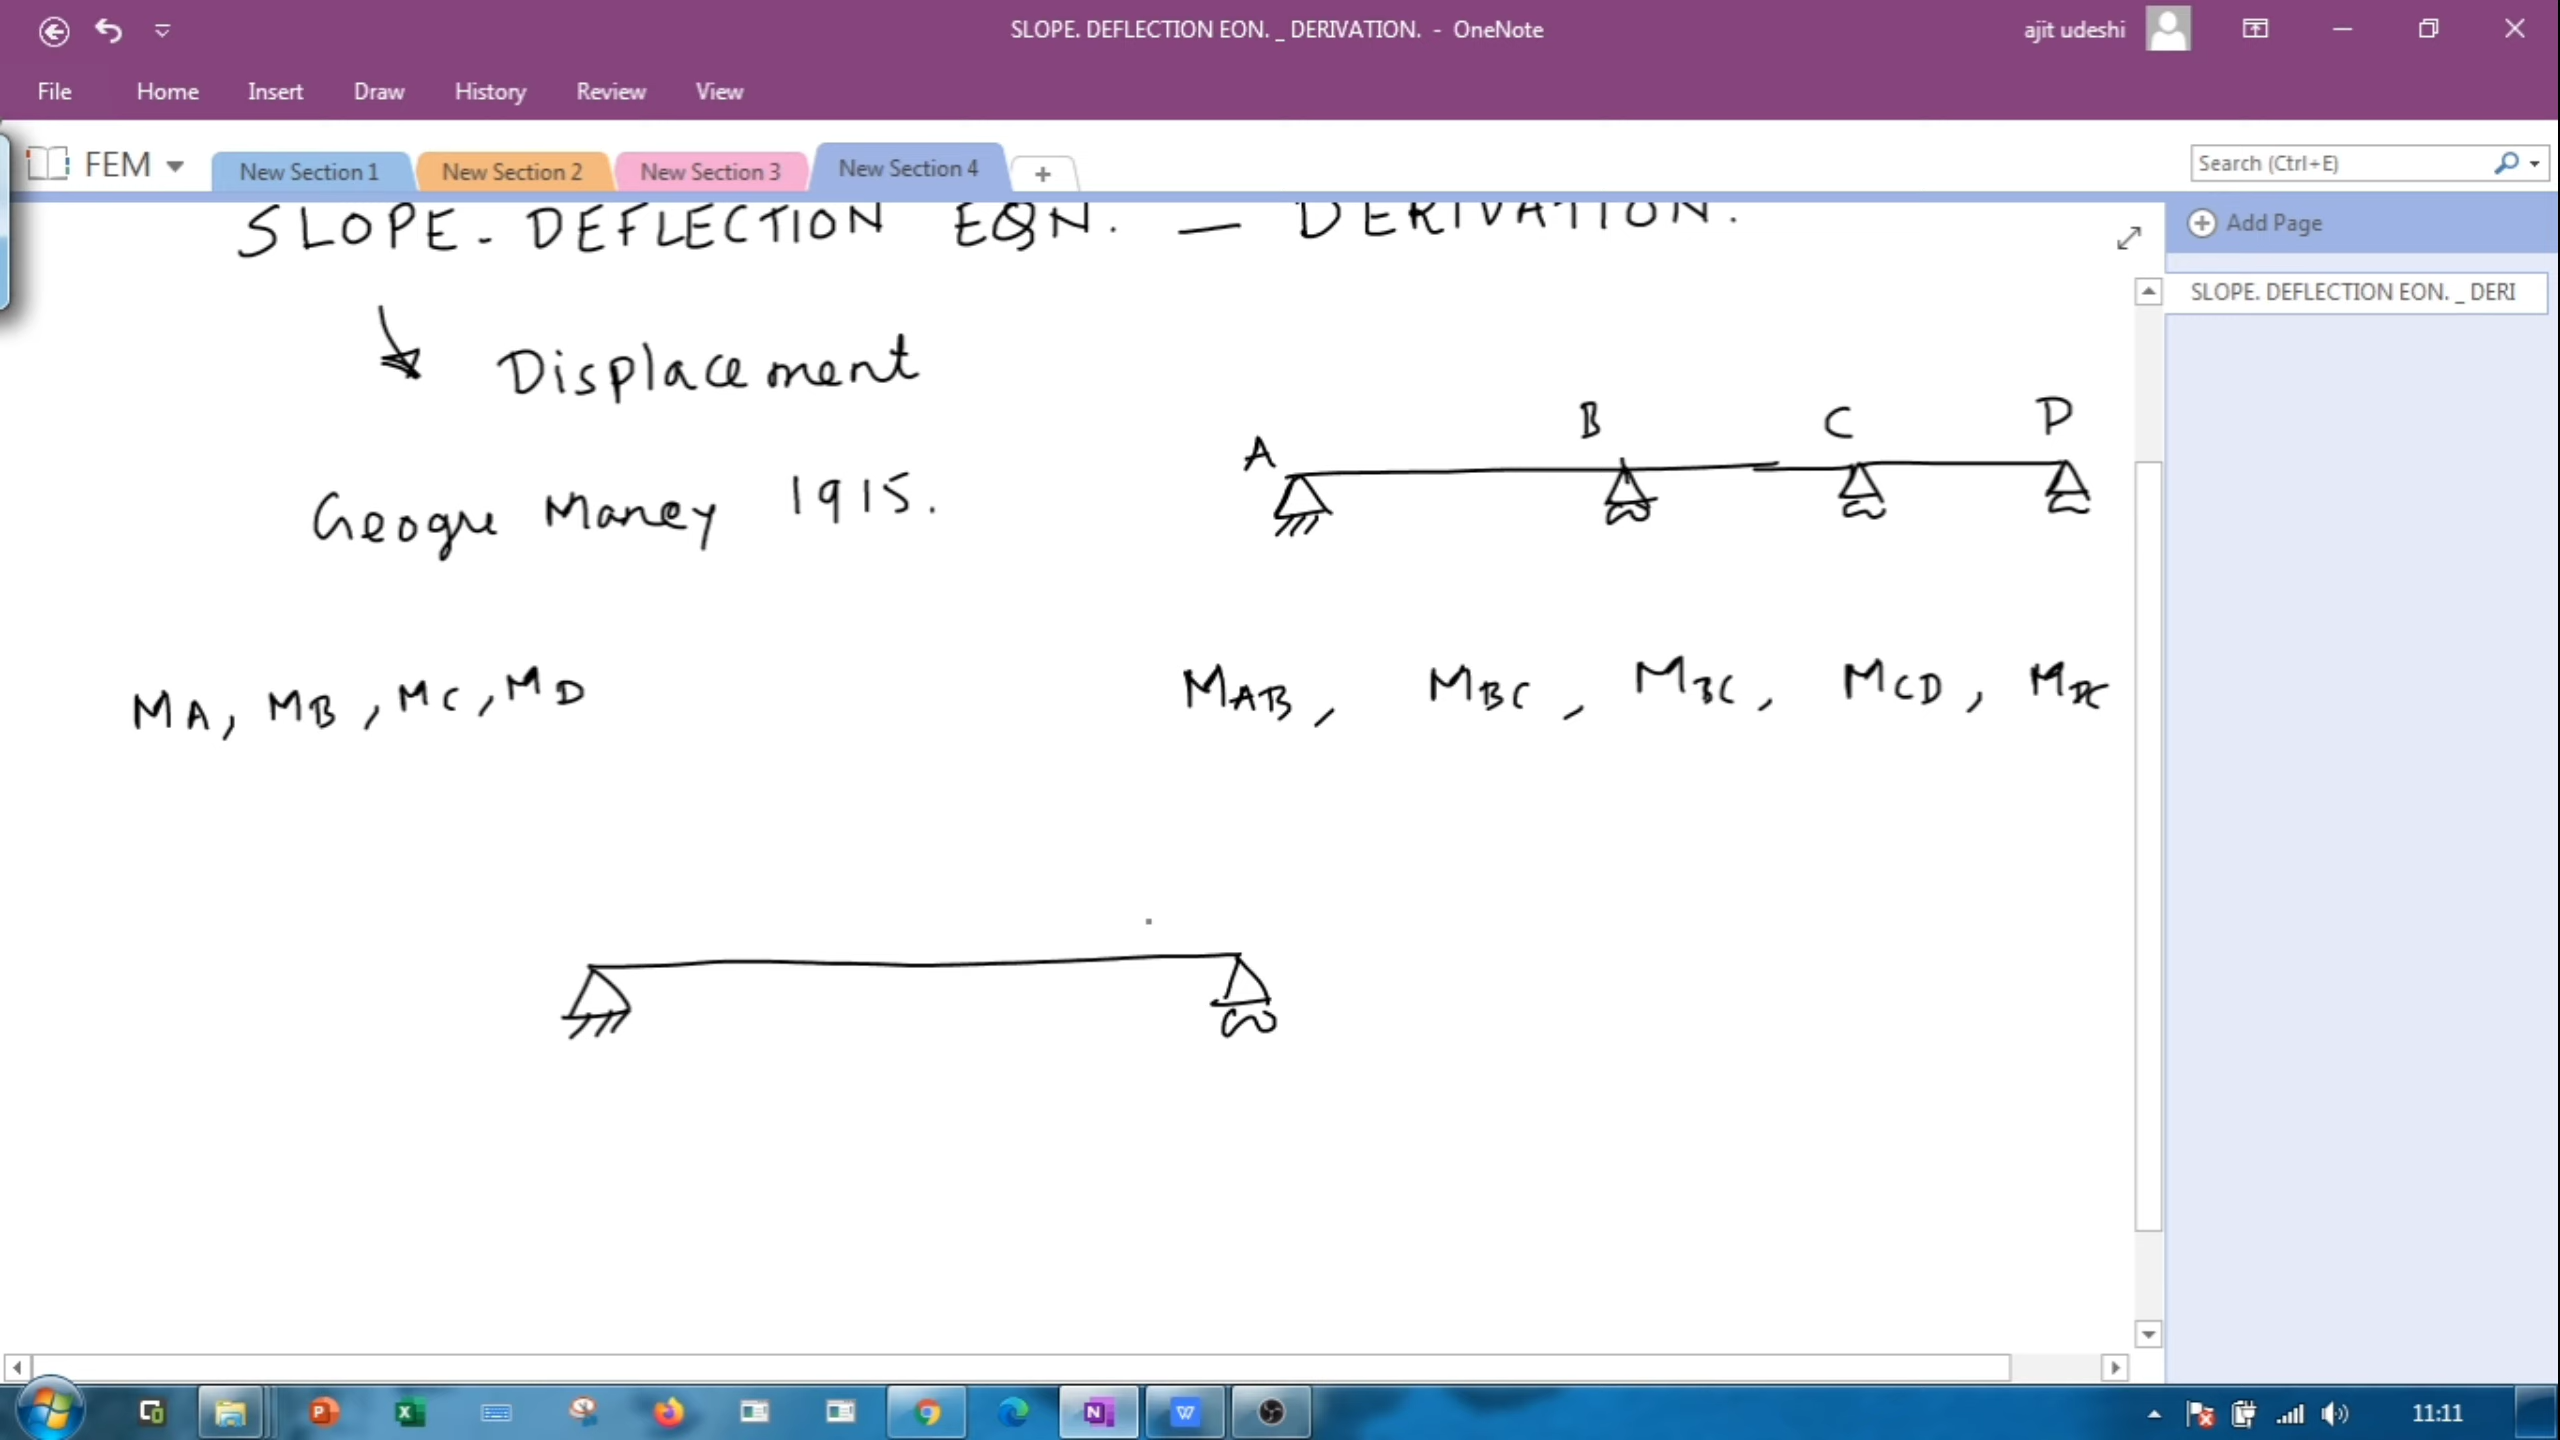 SLOPE. DEFLECTION EON. _ DERIVATION. - OneNote
ajit udeshi
File Home Insert Draw History Review View
FEM New Section 1 New Section 2 New Section 3 New Section 4 +
Search (Ctrl+E)
Add Page
SLOPE. DEFLECTION EON. _ DERI
SLOPE - DEFLECTION EQN. — DERIVATION.
Displacement
A B C D
Geogre Maney 1915.
MA, MB, MC, MD
MAB, MBC, MBC, MCD, MDC
11:11